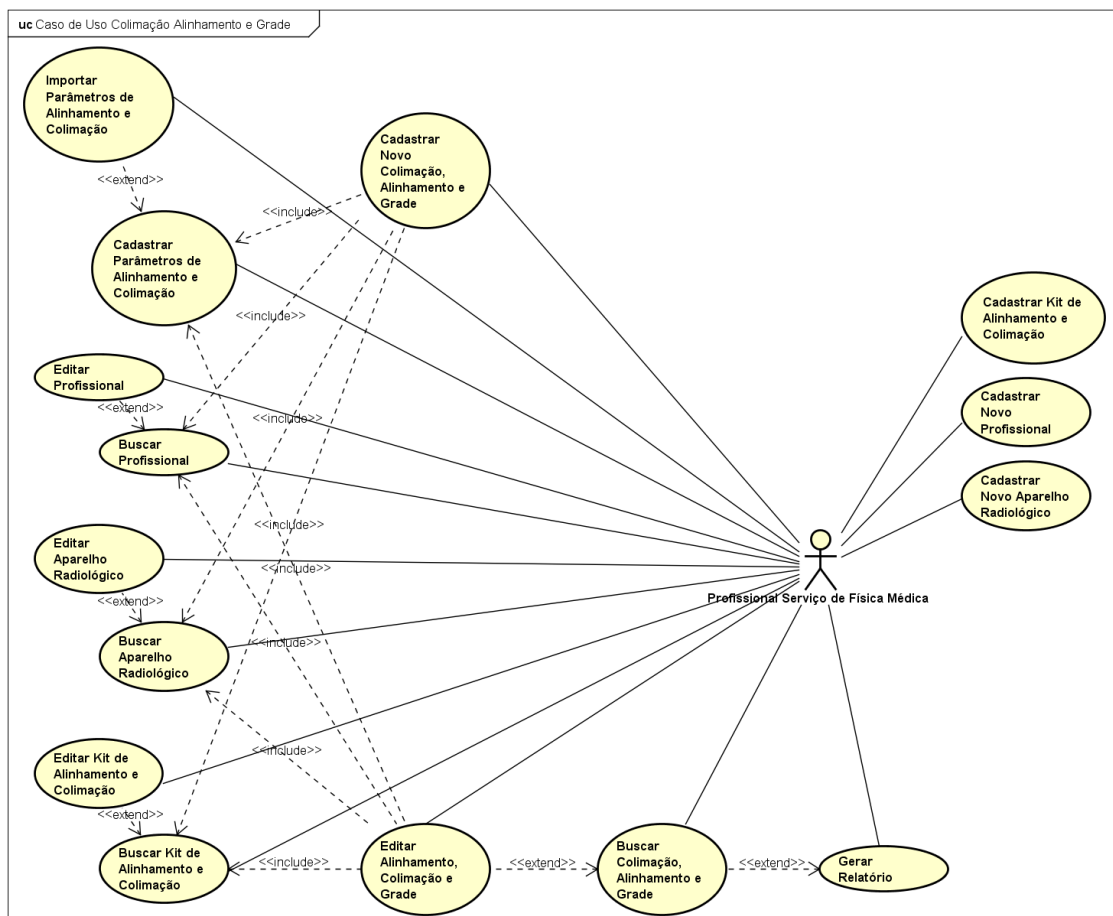 uc Caso de Uso Colimação Alinhamento e Grade
Importar
Parâmetros de
Alinhamento e
Colimação
Cadastrar
Novo
Colimação,
Alinhamento e
Grade
<<extend>>
<<include>>
Cadastrar
Parâmetros de
Alinhamento e
Colimação
Cadastrar Kit de
Alinhamento e
Colimação
<<include>>
Editar
Profissional
<<extend>>
Cadastrar
Novo
Profissional
<<include>>
Buscar
Profissional
Cadastrar
Novo Aparelho
Radiológico
Editar
Aparelho
Radiológico
<<include>>
<<include>>
<<extend>>
Profissional Serviço de Física Médica
Buscar
Aparelho
Radiológico
<<include>>
Editar Kit de
Alinhamento e
Colimação
<<include>>
<<extend>>
Buscar Kit de
Alinhamento e
Colimação
<<include>>
Editar
Alinhamento,
Colimação e
Grade
<<extend>>
Buscar
Colimação,
Alinhamento e
Grade
<<extend>>
Gerar
Relatório